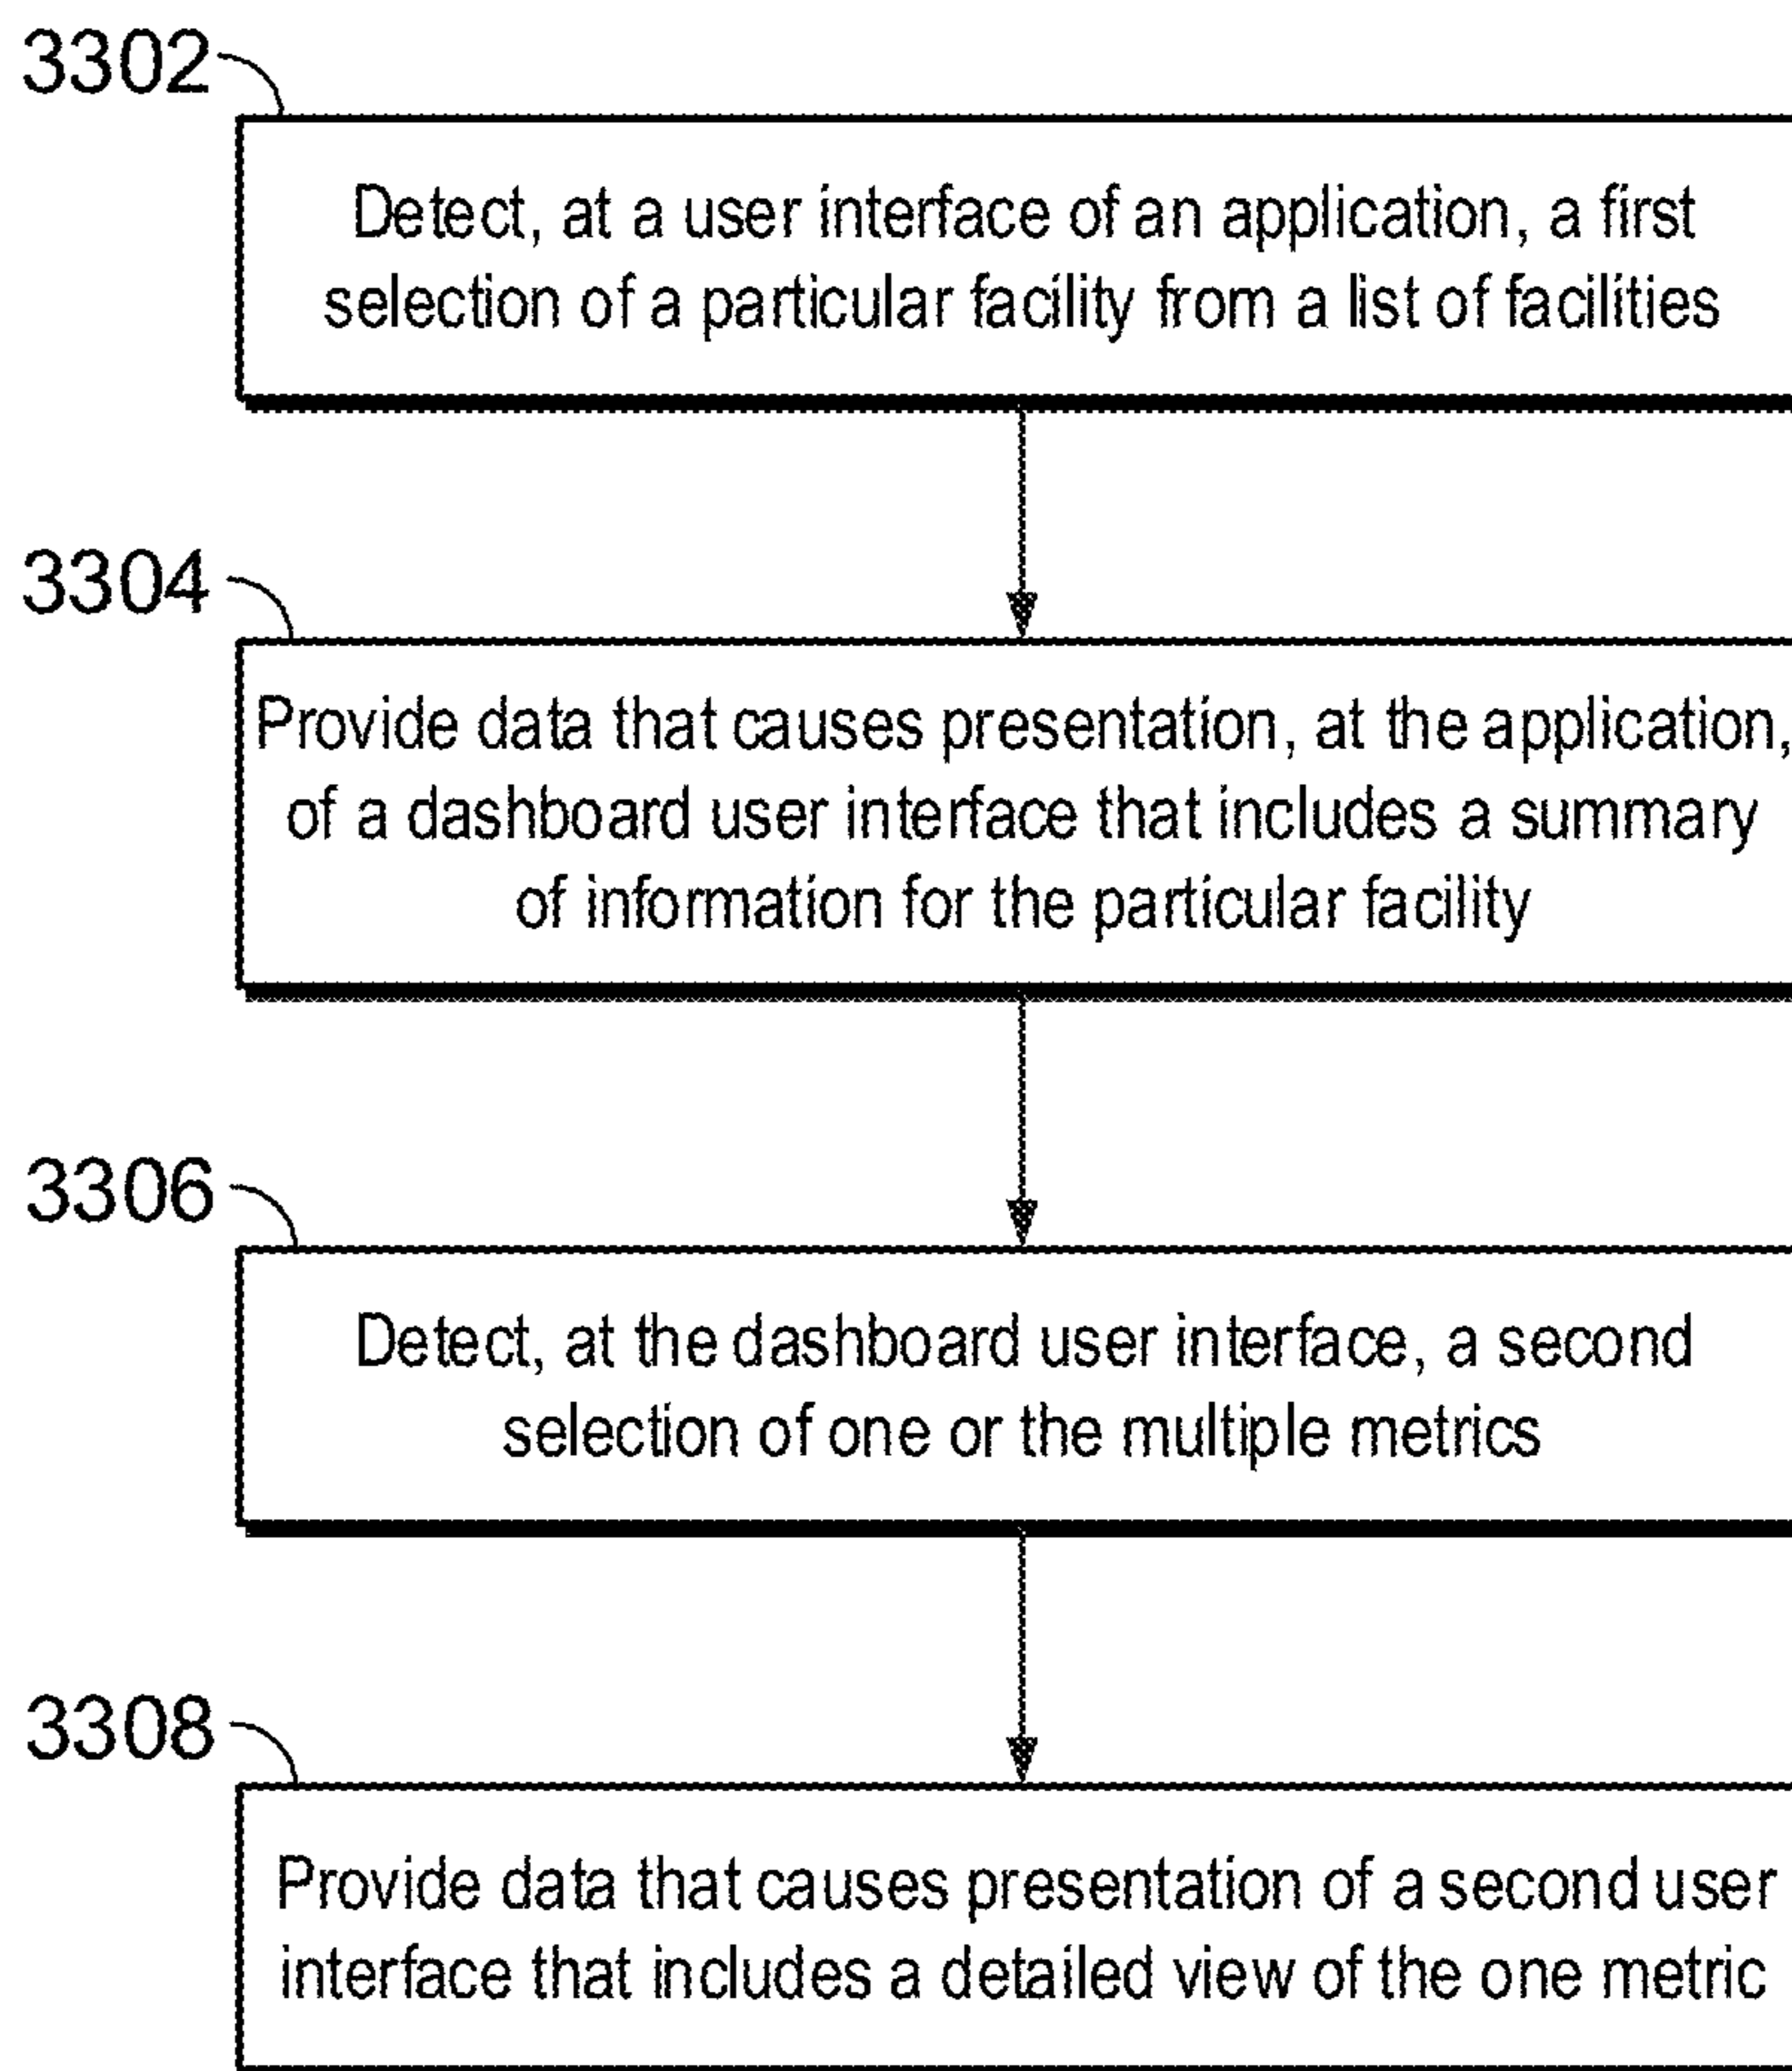 3302
Detect, at a user interface of an application, a first
selection of a particular facility from a list of facilities
3304
Provide data that causes presentation, at the application,
of a dashboard user interface that includes a summary
of information for the particular facility
3306
Detect, at the dashboard user interface, a second
selection of one or the multiple metrics
3308
Provide data that causes presentation of a second user
interface that includes a detailed view of the one metric